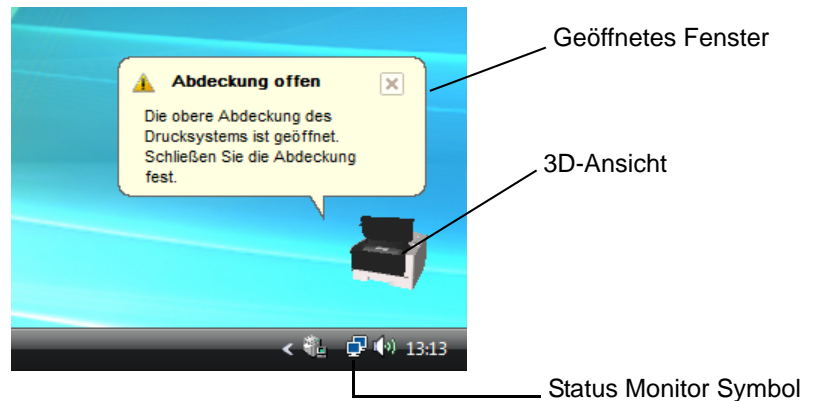 Geöffnetes Fenster
Abdeckung offen
Die obere Abdeckung des
Drucksystems ist geöffnet.
Schließen Sie die Abdeckung
fest.
3D-Ansicht
13:13
Status Monitor Symbol